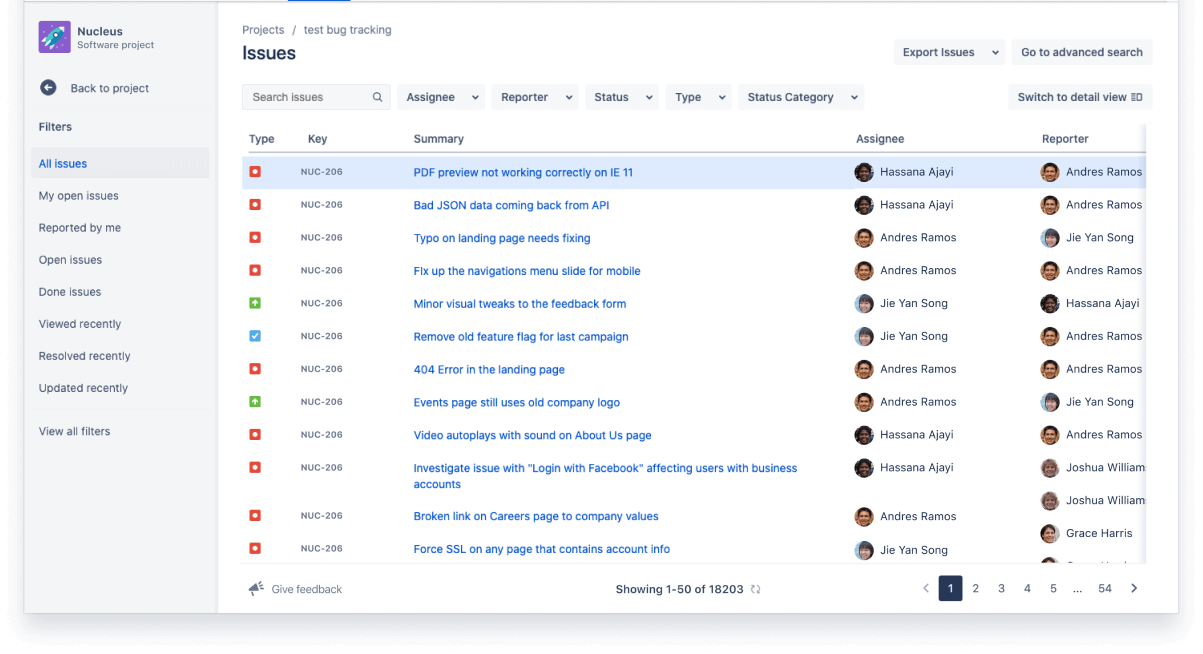 Nucleus
Software project
Back to project
Filters
All issues
My open issues
Reported by me
Open issues
Done issues
Viewed recently
Resolved recently
Updated recently
View all filters
Projects / test bug tracking
Issues
Export Issues
Go to advanced search
Search issues
Assignee
Reporter
Status
Type
Status Category
Switch to detail view
Type Key Summary Assignee Reporter
NUC-206 PDF preview not working correctly on IE 11 Hassana Ajayi Andres Ramos
NUC-206 Bad JSON data coming back from API Hassana Ajayi Andres Ramos
NUC-206 Typo on landing page needs fixing Andres Ramos Jie Yan Song
NUC-206 FIx up the navigations menu slide for mobile Andres Ramos Andres Ramos
NUC-206 Minor visual tweaks to the feedback form Jie Yan Song Hassana Ajayi
NUC-206 Remove old feature flag for last campaign Jie Yan Song Andres Ramos
NUC-206 404 Error in the landing page Andres Ramos Andres Ramos
NUC-206 Events page still uses old company logo Andres Ramos Jie Yan Song
NUC-206 Video autoplays with sound on About Us page Hassana Ajayi Andres Ramos
NUC-206 Investigate issue with "Login with Facebook" affecting users with business Hassana Ajayi Joshua William
accounts
Joshua William
NUC-206 Broken link on Careers page to company values Andres Ramos
Grace Harris
NUC-206 Force SSL on any page that contains account info Jie Yan Song
Give feedback
Showing 1-50 of 18203
1 2 3 4 5 ... 54